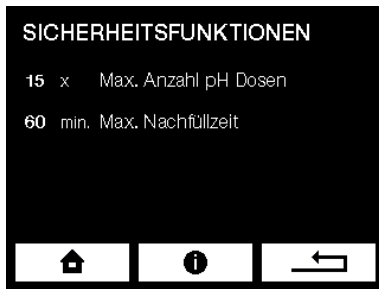 SICHERHEITSFUNKTIONEN
15 x Max. Anzahl pH Dosen
60 min. Max. Nachfüllzeit